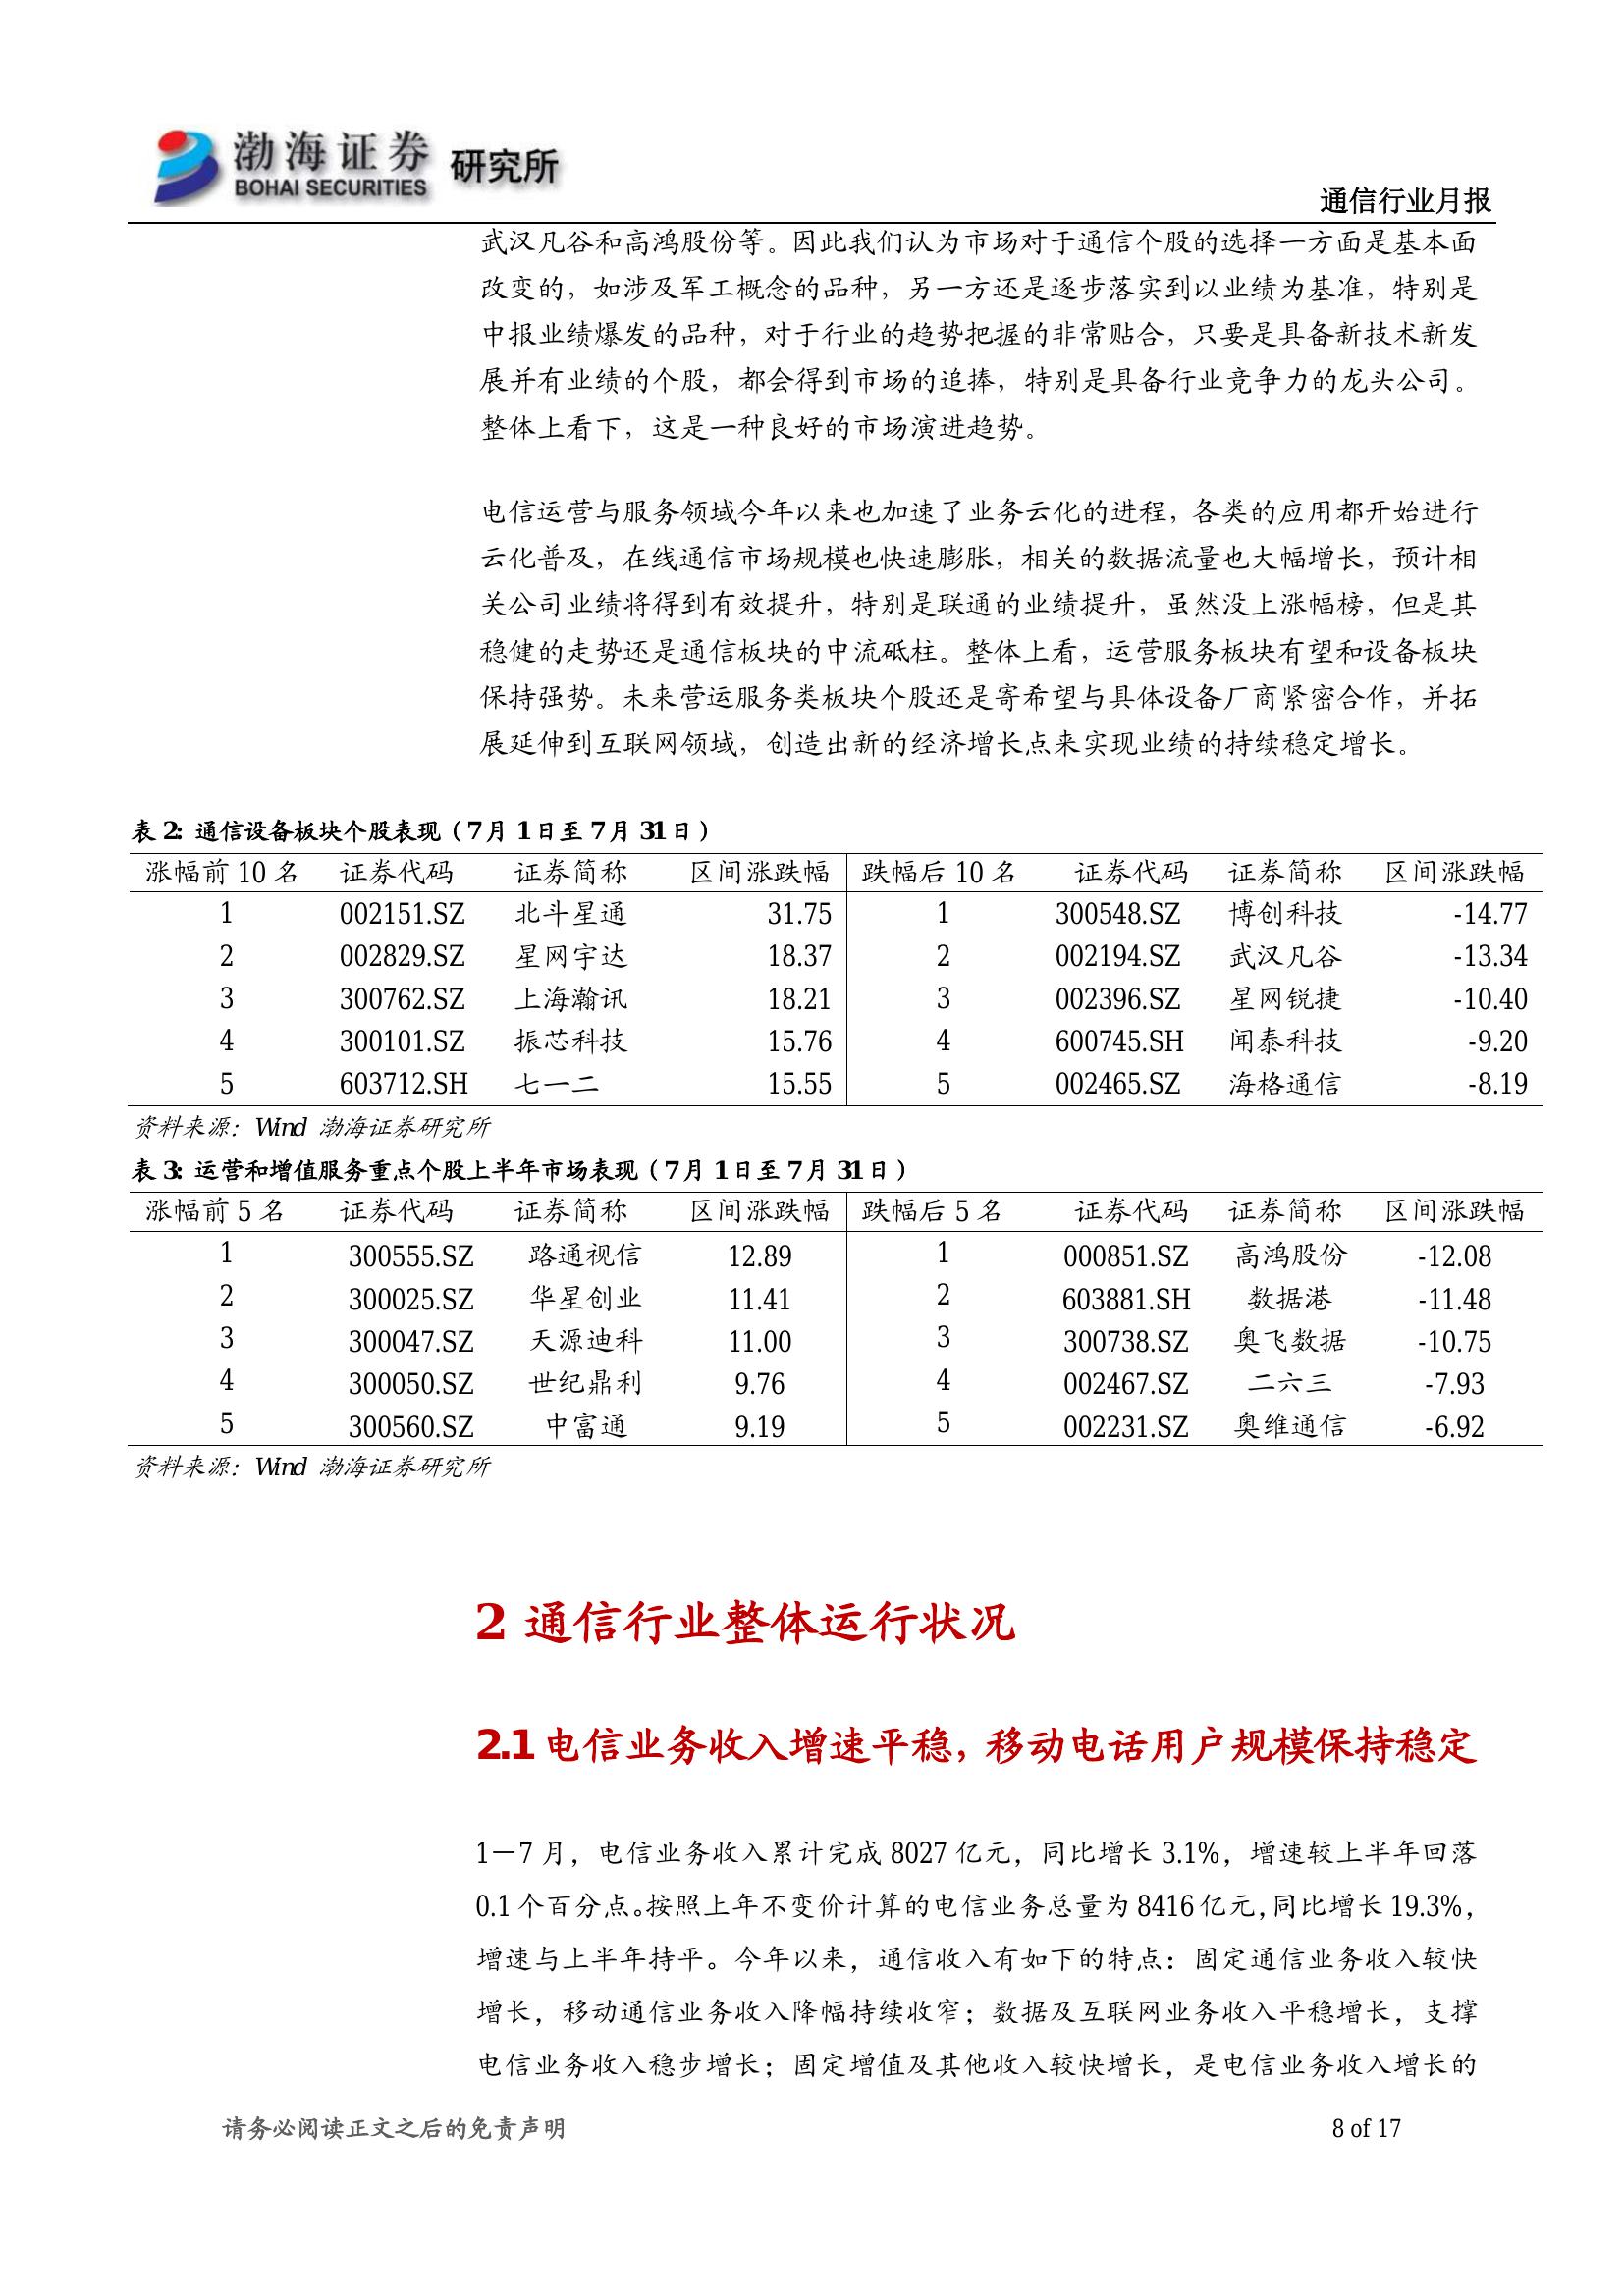 渤海证券 研究所
BOHAI SECURITIES
通信行业月报
武汉凡谷和高鸿股份等。因此我们认为市场对于通信个股的选择一方面是基本面
改变的，如涉及军工概念的品种，另一方还是逐步落实到以业绩为基准，特别是
中报业绩爆发的品种，对于行业的趋势把握的非常贴合，只要是具备新技术新发
展并有业绩的个股，都会得到市场的追捧，特别是具备行业竞争力的龙头公司。
整体上看下，这是一种良好的市场演进趋势。
电信运营与服务领域今年以来也加速了业务云化的进程，各类的应用都开始进行
云化普及，在线通信市场规模也快速膨胀，相关的数据流量也大幅增长，预计相
关公司业绩将得到有效提升，特别是联通的业绩提升，虽然没上涨幅榜，但是其
稳健的走势还是通信板块的中流砥柱。整体上看，运营服务板块有望和设备板块
保持强势。未来营运服务类板块个股还是寄希望与具体设备厂商紧密合作，并拓
展延伸到互联网领域，创造出新的经济增长点来实现业绩的持续稳定增长。
表 2：通信设备板块个股表现（7 月 1 日至 7 月 31 日）
涨幅前 10 名 证券代码 证券简称 区间涨跌幅 跌幅后 10 名 证券代码 证券简称 区间涨跌幅
1 002151.SZ 北斗星通 31.75 1 300548.SZ 博创科技 -14.77
2 002829.SZ 星网宇达 18.37 2 002194.SZ 武汉凡谷 -13.34
3 300762.SZ 上海瀚讯 18.21 3 002396.SZ 星网锐捷 -10.40
4 300101.SZ 振芯科技 15.76 4 600745.SH 闻泰科技 -9.20
5 603712.SH 七一二 15.55 5 002465.SZ 海格通信 -8.19
资料来源：Wind 渤海证券研究所
表 3：运营和增值服务重点个股上半年市场表现（7 月 1 日至 7 月 31 日）
涨幅前 5 名 证券代码 证券简称 区间涨跌幅 跌幅后 5 名 证券代码 证券简称 区间涨跌幅
1 300555.SZ 路通视信 12.89 1 000851.SZ 高鸿股份 -12.08
2 300025.SZ 华星创业 11.41 2 603881.SH 数据港 -11.48
3 300047.SZ 天源迪科 11.00 3 300738.SZ 奥飞数据 -10.75
4 300050.SZ 世纪鼎利 9.76 4 002467.SZ 二六三 -7.93
5 300560.SZ 中富通 9.19 5 002231.SZ 奥维通信 -6.92
资料来源：Wind 渤海证券研究所
2 通信行业整体运行状况
2.1 电信业务收入增速平稳，移动电话用户规模保持稳定
1－7 月，电信业务收入累计完成 8027 亿元，同比增长 3.1%，增速较上半年回落
0.1 个百分点。按照上年不变价计算的电信业务总量为 8416 亿元，同比增长 19.3%，
增速与上半年持平。今年以来，通信收入有如下的特点：固定通信业务收入较快
增长，移动通信业务收入降幅持续收窄；数据及互联网业务收入平稳增长，支撑
电信业务收入稳步增长；固定增值及其他收入较快增长，是电信业务收入增长的
请务必阅读正文之后的免责声明 8 of 17